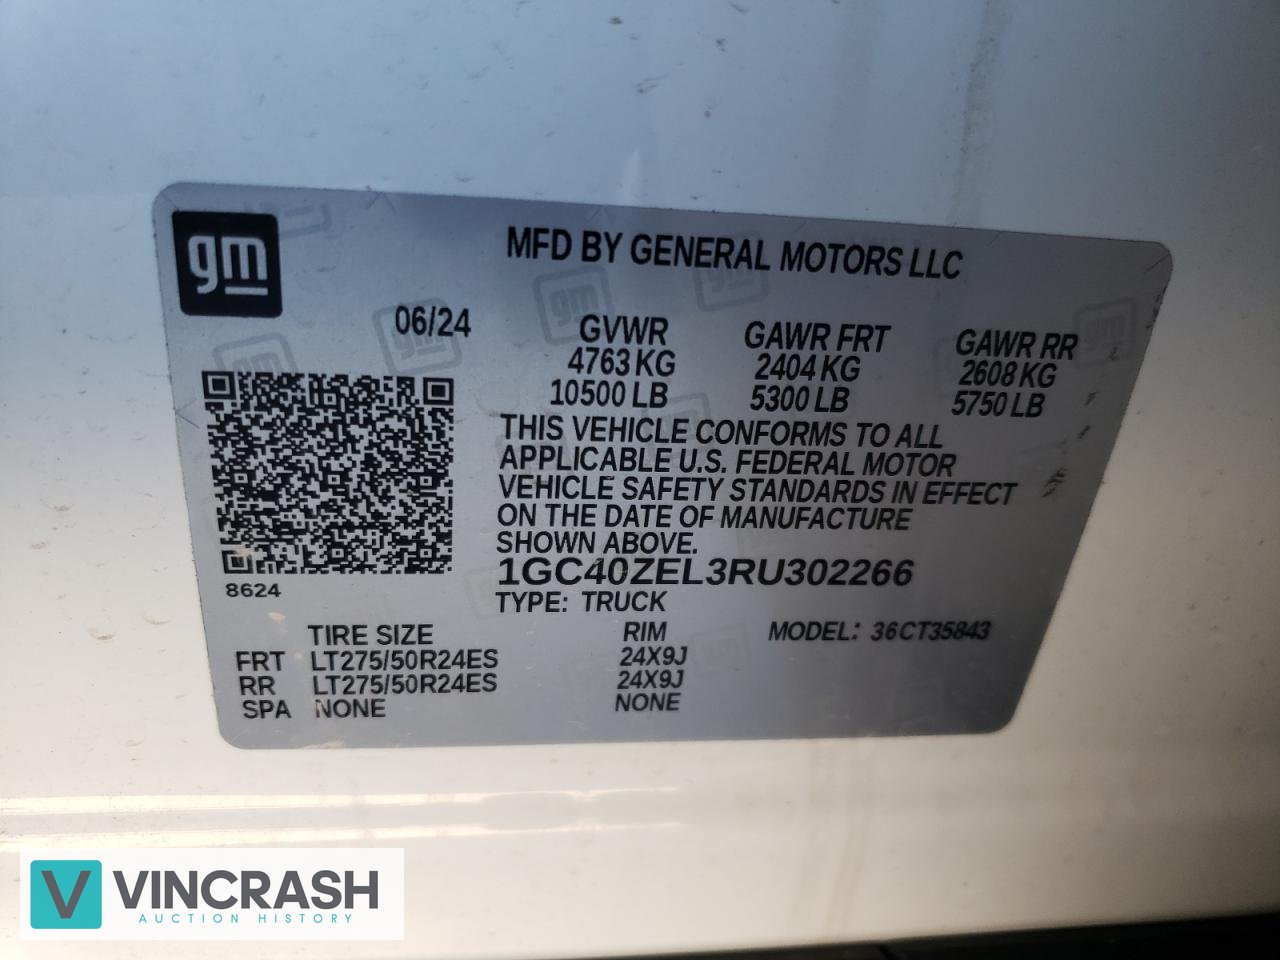 gm
MFD BY GENERAL MOTORS LLC
06/24
GVWR GAWR FRT GAWR RR
4763 KG 2404 KG 2608 KG
10500 LB 5300 LB 5750 LB
THIS VEHICLE CONFORMS TO ALL
APPLICABLE U.S. FEDERAL MOTOR
VEHICLE SAFETY STANDARDS IN EFFECT
ON THE DATE OF MANUFACTURE
SHOWN ABOVE.
1GC40ZEL3RU302266
8624
TYPE: TRUCK
TIRE SIZE RIM MODEL: 36CT35843
FRT LT275/50R24ES 24X9J
RR LT275/50R24ES 24X9J
SPA NONE NONE
V VINCRASH
AUCTION HISTORY